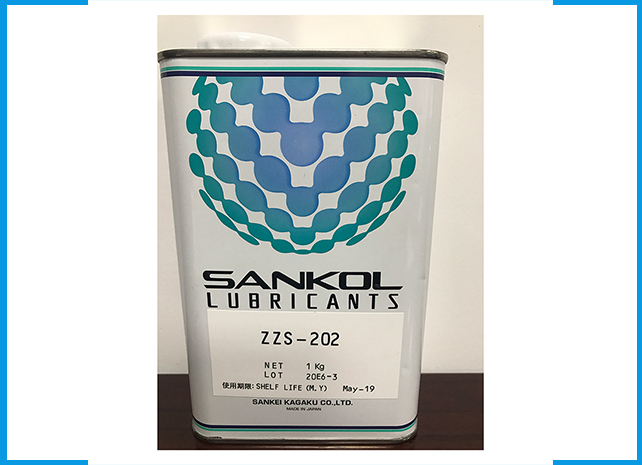 SANKOL
LUBRICANTS
ZZS-202
NET 1 Kg
LOT 20E6-3
使用期限: SHELF LIFE (M.Y) May-19
SANKEI KAGAKU CO.,LTD.
MADE IN JAPAN